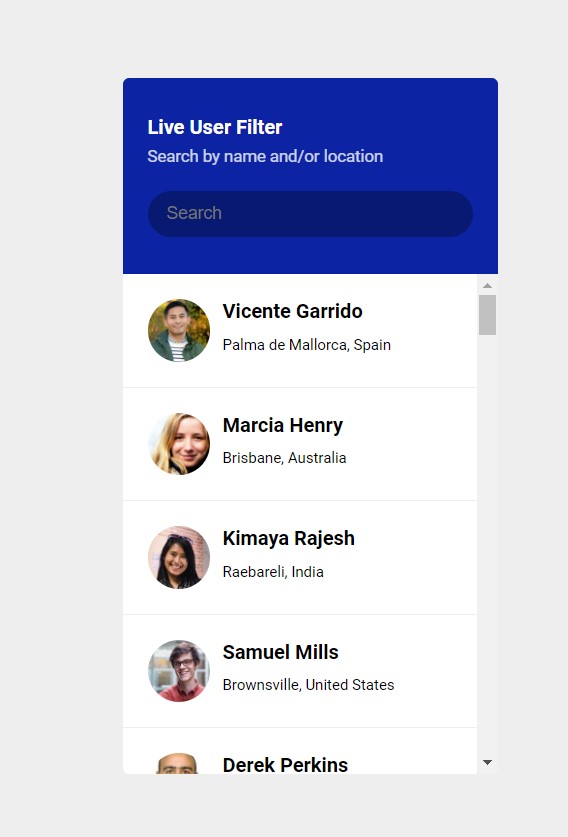 Live User Filter
Search by name and/or location
Search
Vicente Garrido
Palma de Mallorca, Spain
Marcia Henry
Brisbane, Australia
Kimaya Rajesh
Raebareli, India
Samuel Mills
Brownsville, United States
Derek Perkins